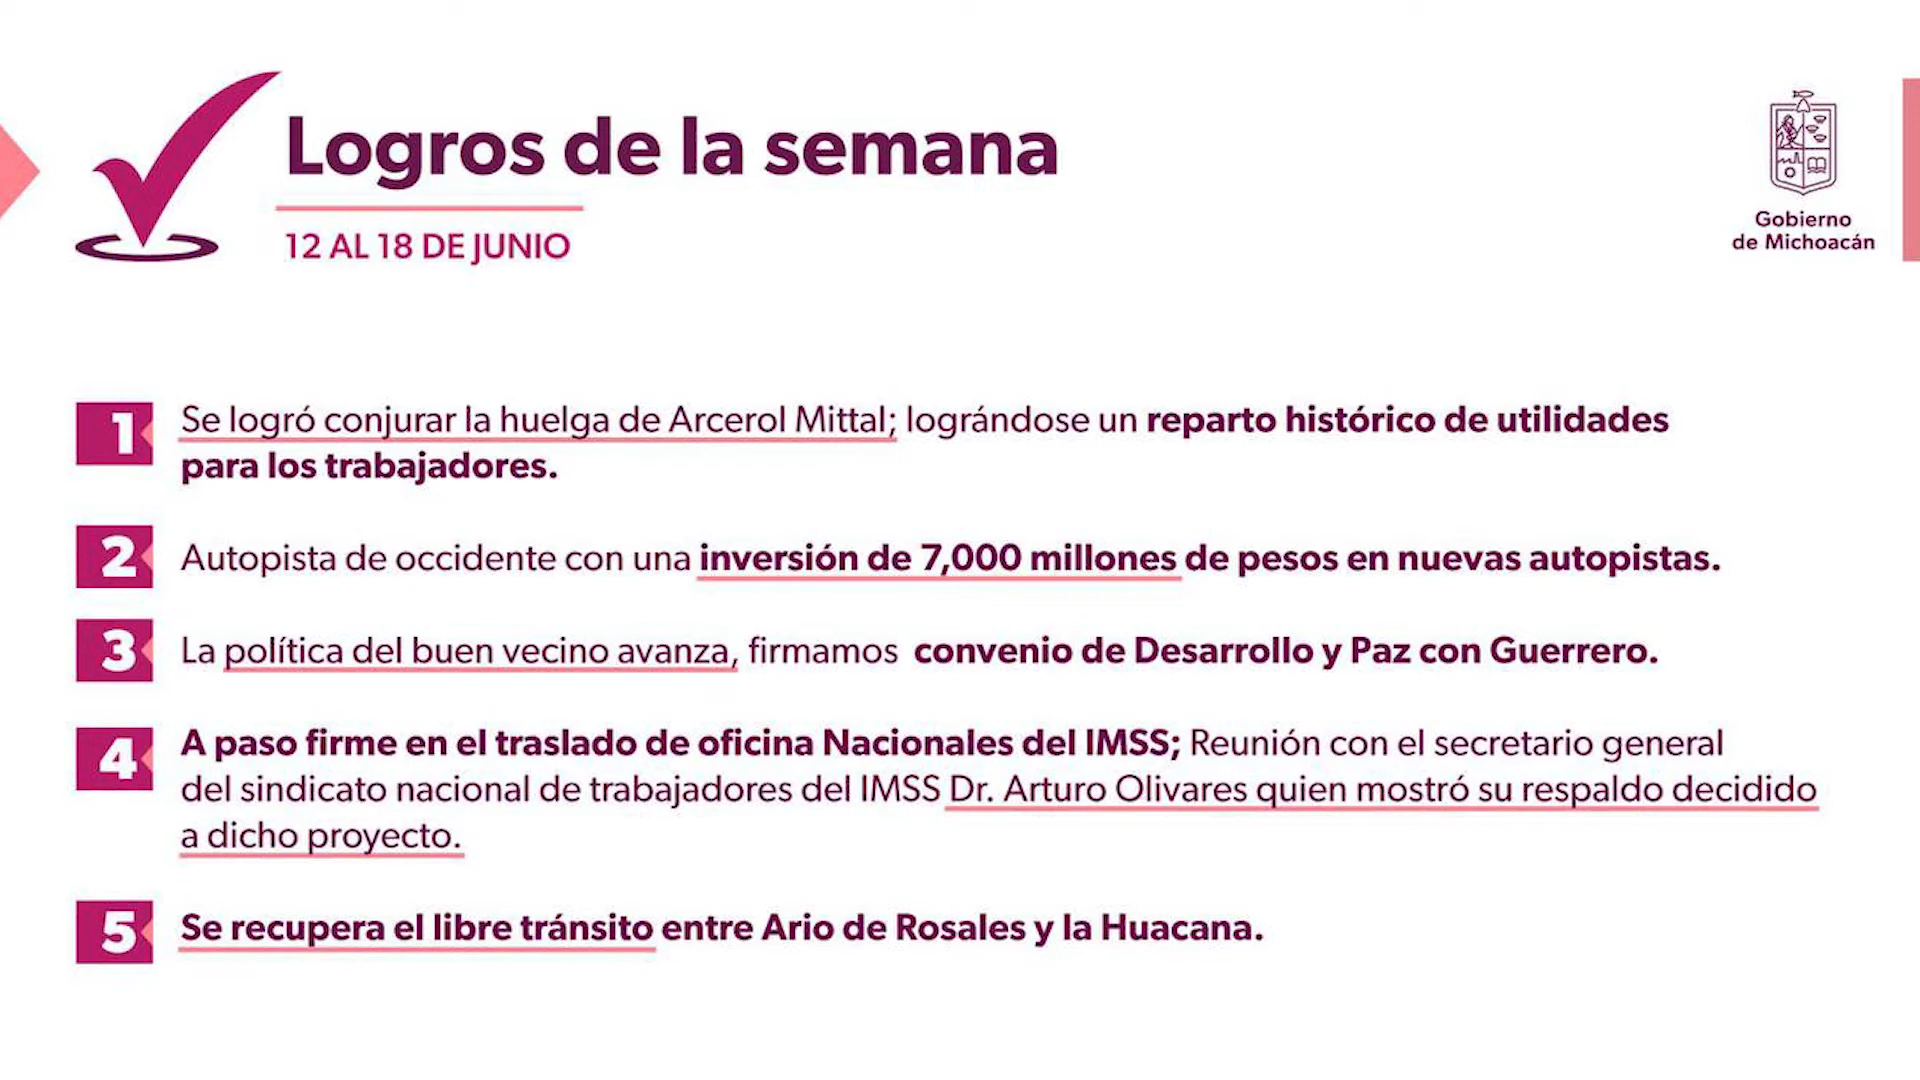 Logros de la semana
12 AL 18 DE JUNIO
Gobierno
de Michoacán
1
Se logró conjurar la huelga de Arcerol Mittal; lográndose un reparto histórico de utilidades
para los trabajadores.
2
Autopista de occidente con una inversión de 7,000 millones de pesos en nuevas autopistas.
3
La política del buen vecino avanza, firmamos convenio de Desarrollo y Paz con Guerrero.
4
A paso firme en el traslado de oficina Nacionales del IMSS; Reunión con el secretario general
del sindicato nacional de trabajadores del IMSS Dr. Arturo Olivares quien mostró su respaldo decidido
a dicho proyecto.
5
Se recupera el libre tránsito entre Ario de Rosales y la Huacana.